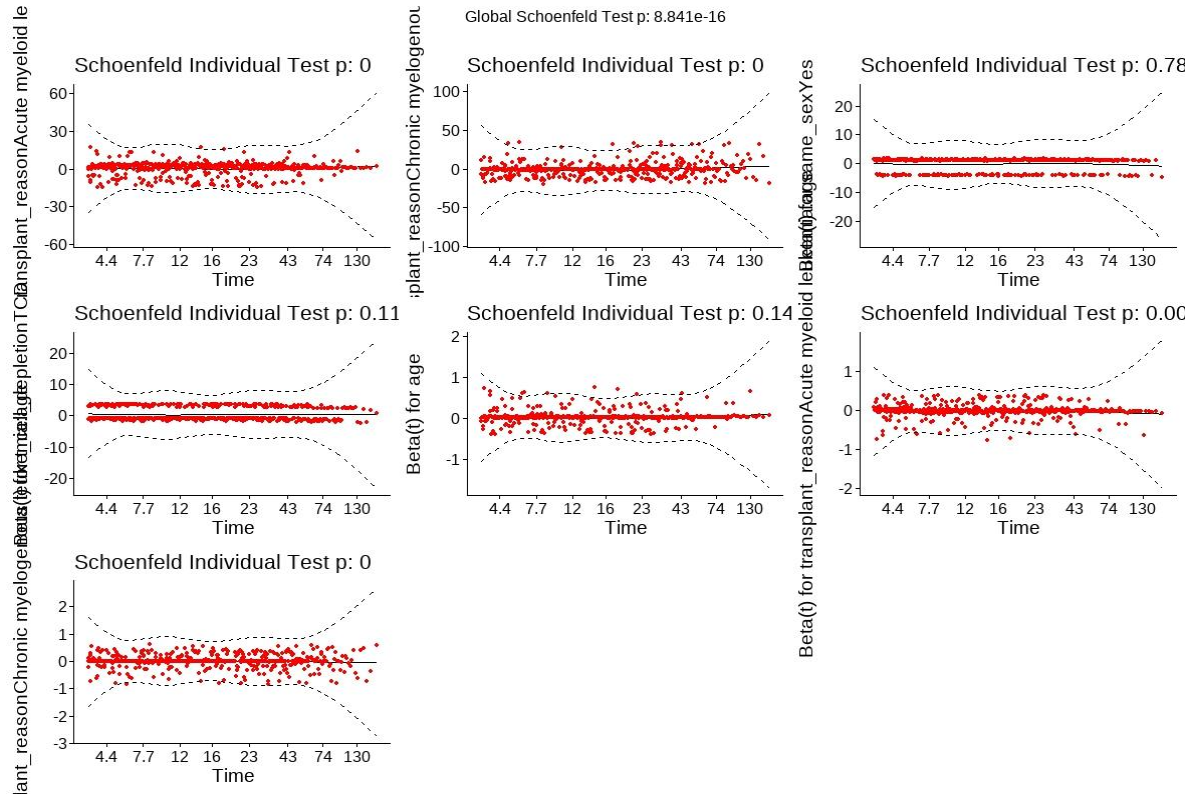 Global Schoenfeld Test p: 8.841e-16
Schoenfeld Individual Test p: 0
60
30
0
-30
-60
4.4 7.7 12 16 23 43 74 130
Time
transplant_reasonAcute myeloid le
Schoenfeld Individual Test p: 0
100
50
0
-50
-100
4.4 7.7 12 16 23 43 74 130
Time
plant_reasonChronic myelogenou
Schoenfeld Individual Test p: 0.78
20
10
0
-10
-20
4.4 7.7 12 16 23 43 74 130
Time
same_sexYes
Schoenfeld Individual Test p: 0.11
20
10
0
-10
-20
4.4 7.7 12 16 23 43 74 130
Time
Schoenfeld Individual Test p: 0.14
2
1
0
-1
4.4 7.7 12 16 23 43 74 130
Time
Beta(t) for age
Schoenfeld Individual Test p: 0.00
1
0
-1
-2
4.4 7.7 12 16 23 43 74 130
Time
Beta(t) for transplant_reasonAcute myeloid
Schoenfeld Individual Test p: 0
2
1
0
-1
-2
-3
4.4 7.7 12 16 23 43 74 130
Time
lant_reasonChronic